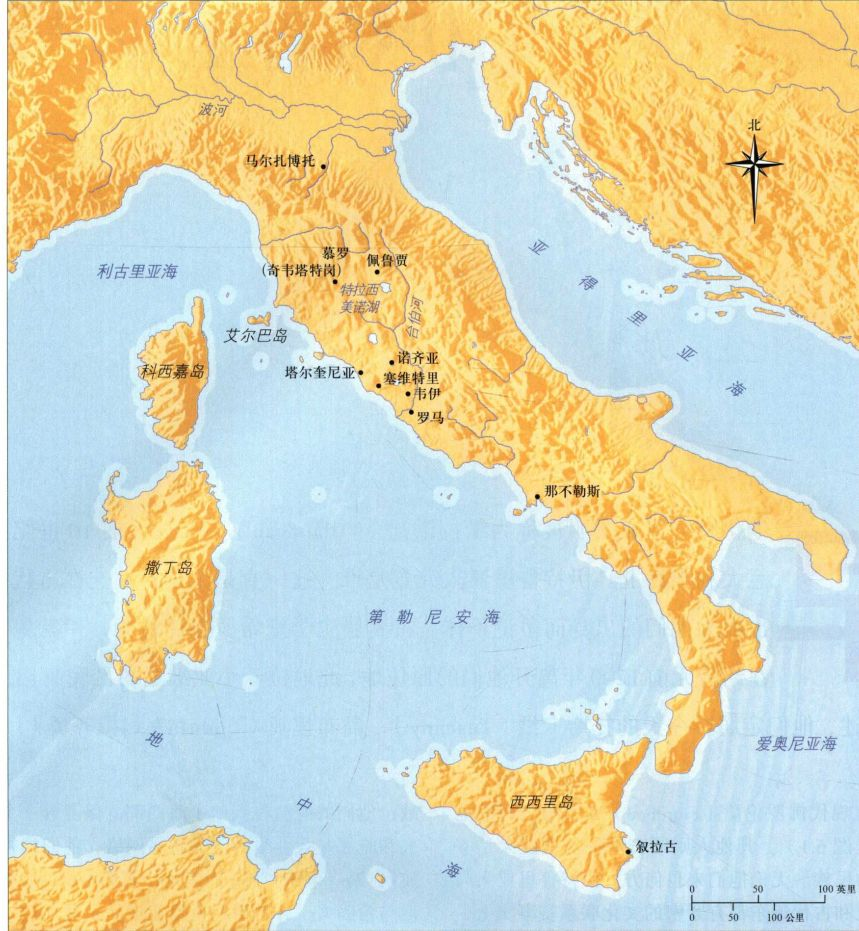 波河
马尔扎博托
北
利古里亚海
慕罗
(奇韦塔特岗)
佩鲁贾
特拉西
美诺湖
台伯河
亚得里亚海
艾尔巴岛
科西嘉岛
诺齐亚
塔尔奎尼亚
塞维特里
韦伊
罗马
那不勒斯
撒丁岛
第勒尼安海
地中海
爱奥尼亚海
西西里岛
叙拉古
0 50 100 英里
0 50 100 公里